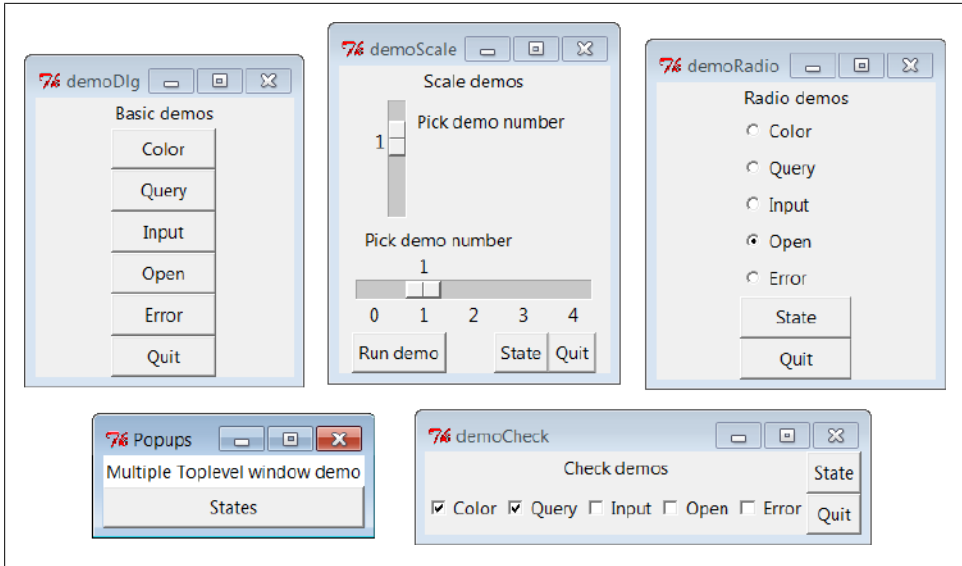 demoDlg
Basic demos
Color
Query
Input
Open
Error
Quit
demoScale
Scale demos
1
Pick demo number
Pick demo number
1
0 1 2 3 4
Run demo State Quit
demoRadio
Radio demos
Color
Query
Input
Open
Error
State
Quit
Popups
Multiple Toplevel window demo
States
demoCheck
Check demos
State
Color Query Input Open Error
Quit